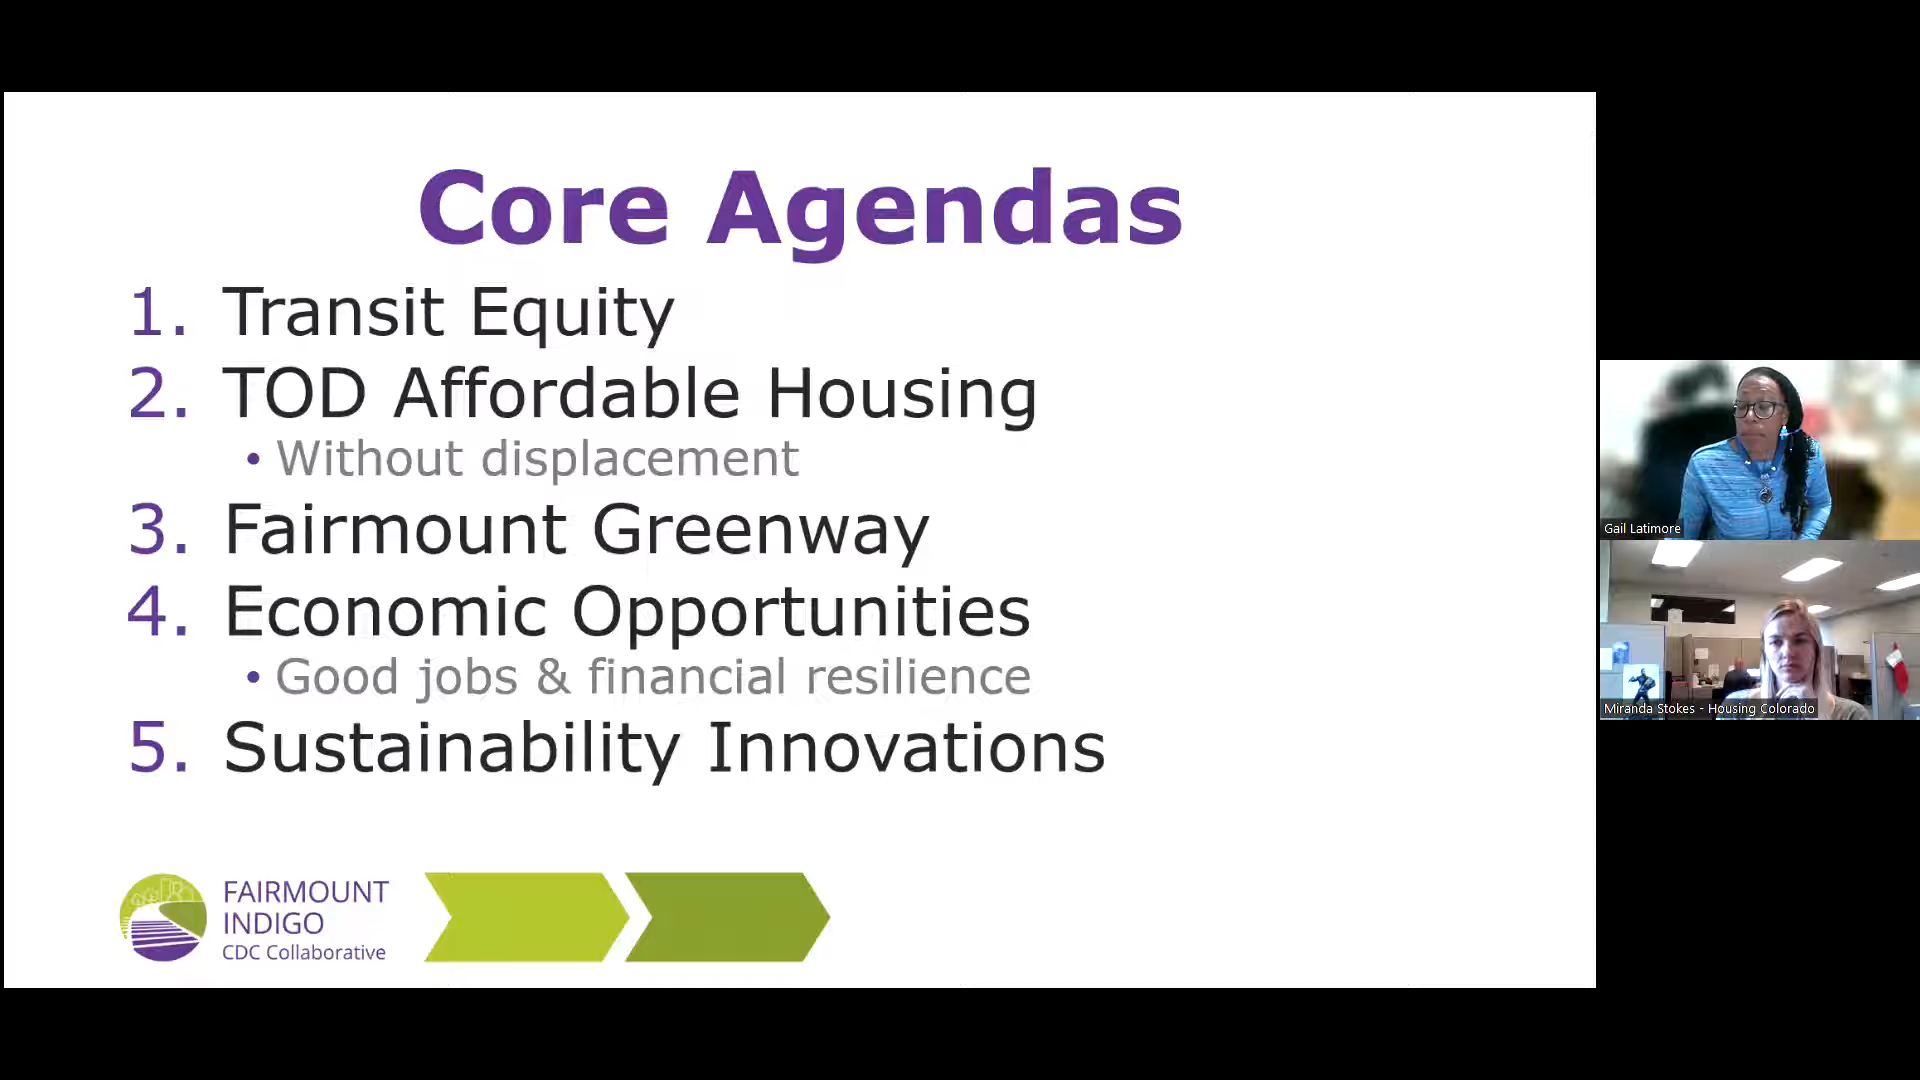 Core Agendas
1. Transit Equity
2. TOD Affordable Housing
• Without displacement
3. Fairmount Greenway
4. Economic Opportunities
• Good jobs & financial resilience
5. Sustainability Innovations
FAIRMOUNT
INDIGO
CDC Collaborative
Gail Latimore
Miranda Stokes - Housing Colorado